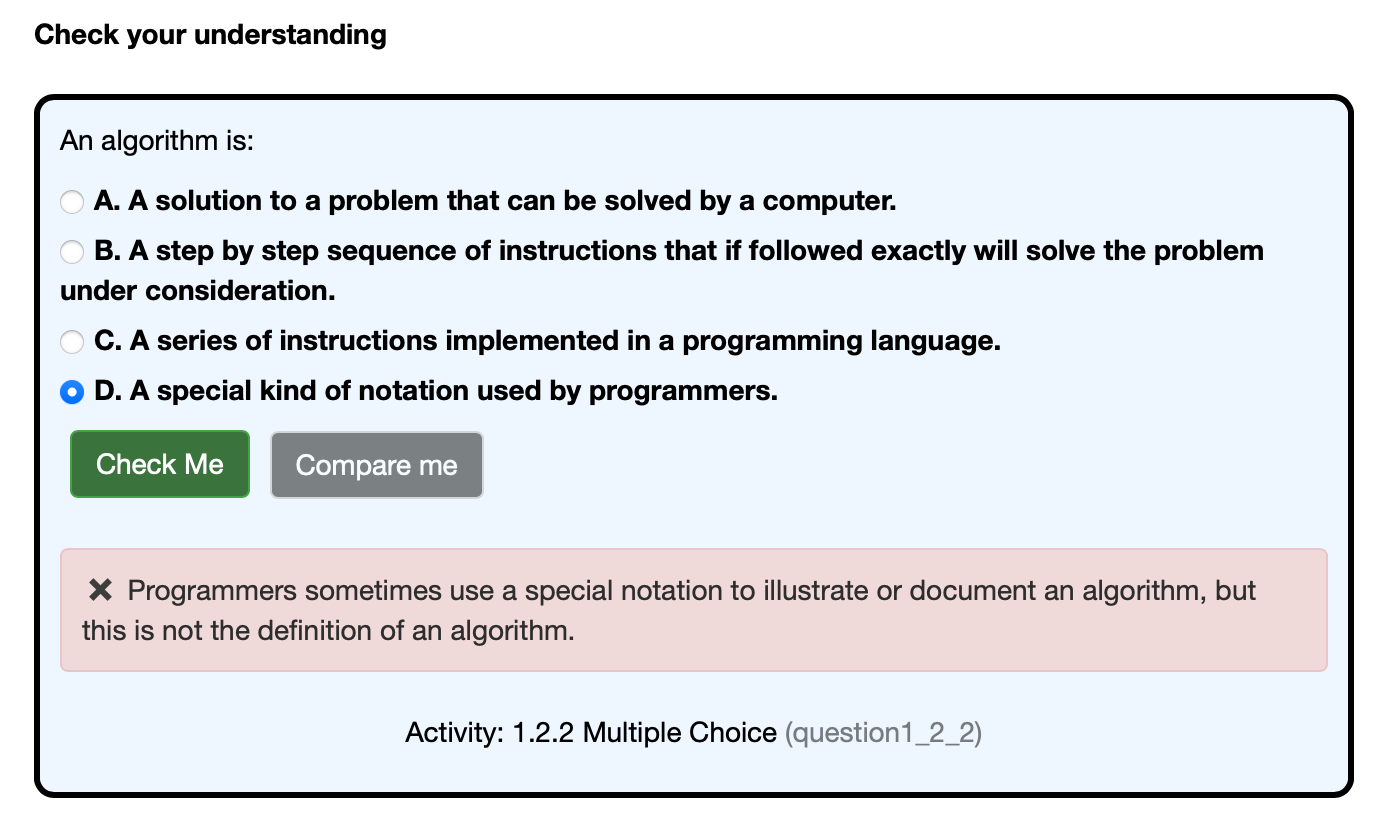 Check your understanding
An algorithm is:
A. A solution to a problem that can be solved by a computer.
B. A step by step sequence of instructions that if followed exactly will solve the problem
under consideration.
C. A series of instructions implemented in a programming language.
D. A special kind of notation used by programmers.
Check Me Compare me
✖ Programmers sometimes use a special notation to illustrate or document an algorithm, but
this is not the definition of an algorithm.
Activity: 1.2.2 Multiple Choice (question1_2_2)